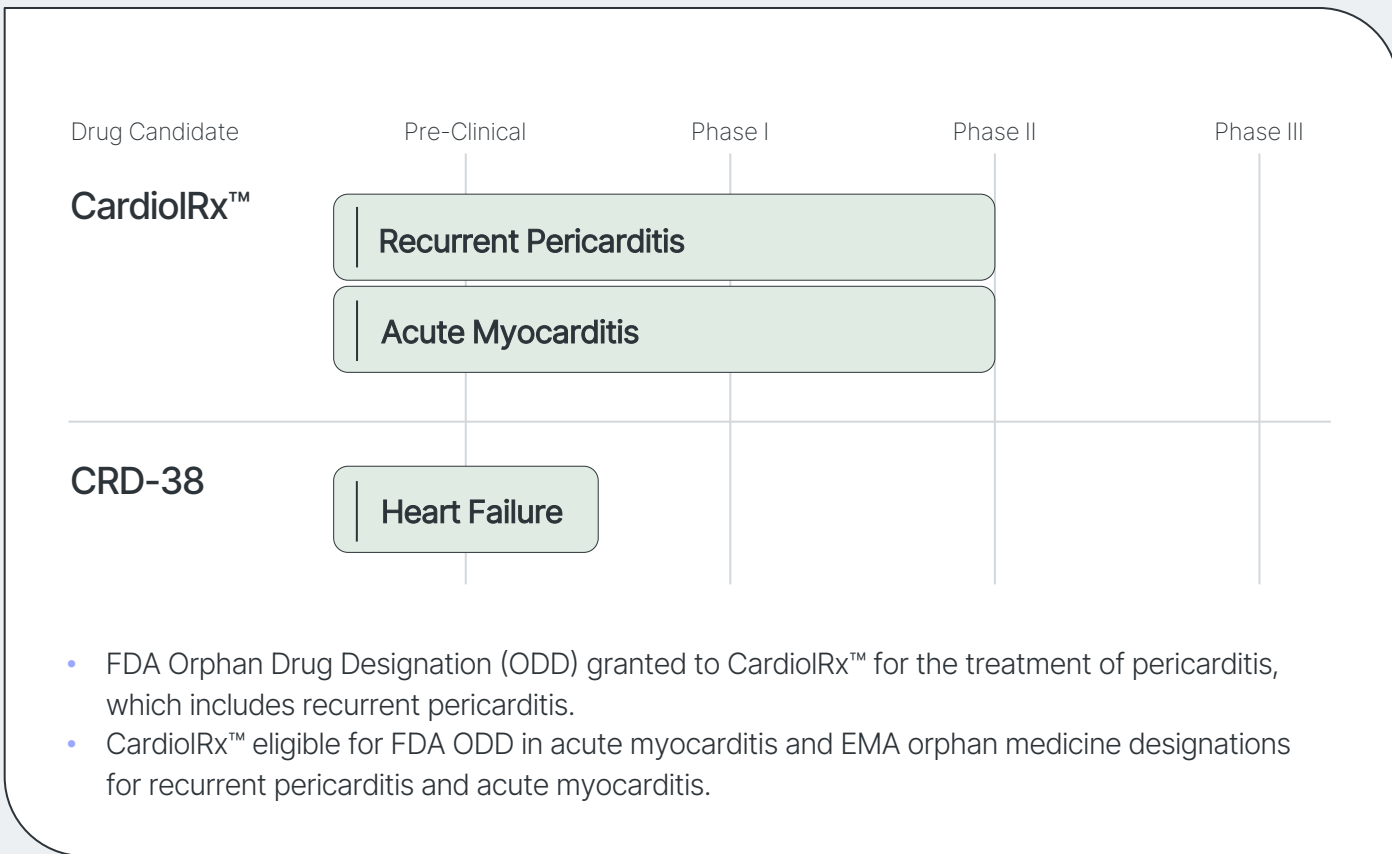 Drug Candidate Pre-Clinical Phase I Phase II Phase III
CardiolRx™
Recurrent Pericarditis
Acute Myocarditis
CRD-38
Heart Failure
• FDA Orphan Drug Designation (ODD) granted to CardiolRx™ for the treatment of pericarditis,
which includes recurrent pericarditis.
• CardiolRx™ eligible for FDA ODD in acute myocarditis and EMA orphan medicine designations
for recurrent pericarditis and acute myocarditis.